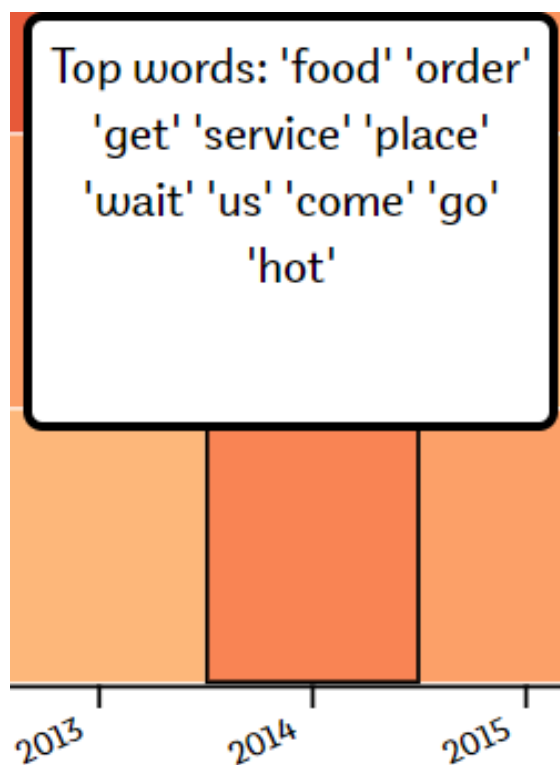 Top words: 'food' 'order'
'get' 'service' 'place'
'wait' 'us' 'come' 'go'
'hot'
2013
2014
2015